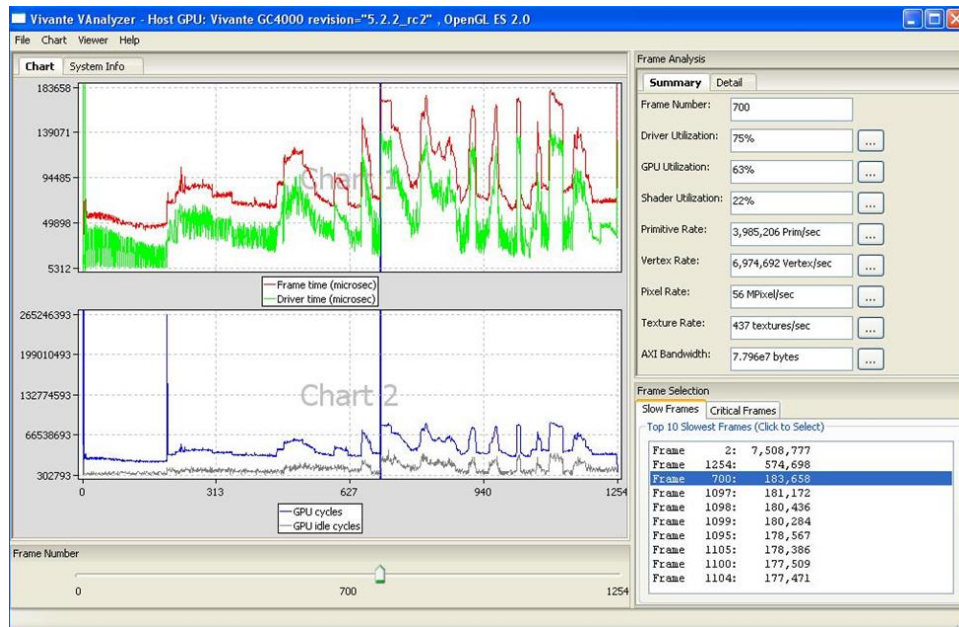 Vivante VAnalyzer - Host GPU: Vivante GC4000 revision="5.2.2_rc2" , OpenGL ES 2.0
File Chart Viewer Help
Chart System Info
183658
139071
94485
49898
5312
Chart 1
Frame time (microsec)
Driver time (microsec)
265246393
199010493
132774593
66538693
302793
Chart 2
0 313 627 940 1254
GPU cycles
GPU idle cycles
Frame Number
0 700 1254
Frame Analysis
Summary Detail
Frame Number: 700
Driver Utilization: 75% ...
GPU Utilization: 63% ...
Shader Utilization: 22% ...
Primitive Rate: 3,985,206 Prim/sec ...
Vertex Rate: 6,974,692 Vertex/sec ...
Pixel Rate: 56 MPixel/sec ...
Texture Rate: 437 textures/sec ...
AXI Bandwidth: 7.796e7 bytes ...
Frame Selection
Slow Frames Critical Frames
Top 10 Slowest Frames (Click to Select)
Frame 2: 7,508,777
Frame 1254: 574,698
Frame 700: 183,658
Frame 1097: 181,172
Frame 1098: 180,436
Frame 1099: 180,284
Frame 1095: 178,567
Frame 1105: 178,386
Frame 1100: 177,509
Frame 1104: 177,471